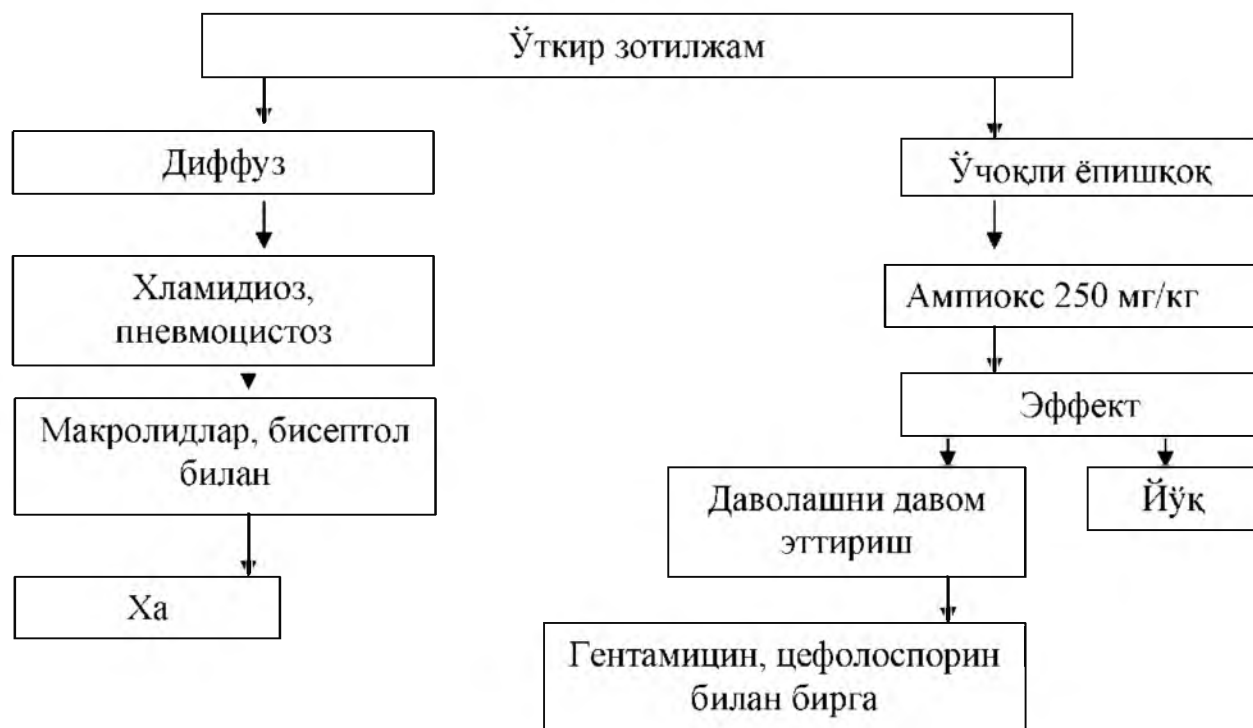 Ўткир зотилжам
Диффуз
Ўчоқли ёпишқоқ
Хламидиоз,
пневмоцистоз
Ампиокс 250 мг/кг
Макролидлар, бисептол
билан
Эффект
Даволашни давом
эттириш
Йўқ
Ха
Гентамицин, цефолоспорин
билан бирга